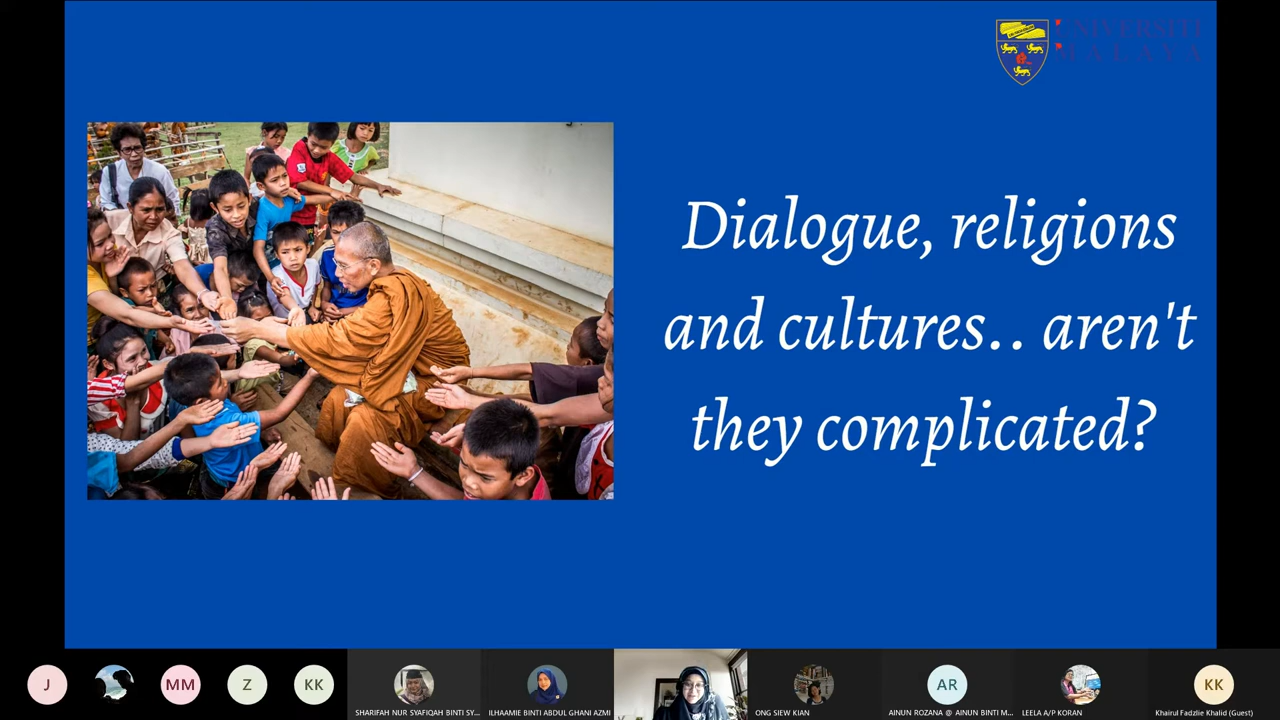 UNIVERSITI
MALAYA
Dialogue, religions
and cultures.. aren't
they complicated?
J
MM
Z
KK
SHARIFAH NUR SYAFIQAH BINTI SY...
ILHAAMIE BINTI ABDUL GHANI AZMI
ONG SIEW KIAN
AR
AINUN ROZANA @ AINUN BINTI M...
LEELA A/P KORAN
KK
Khairul Fadzlie Khalid (Guest)